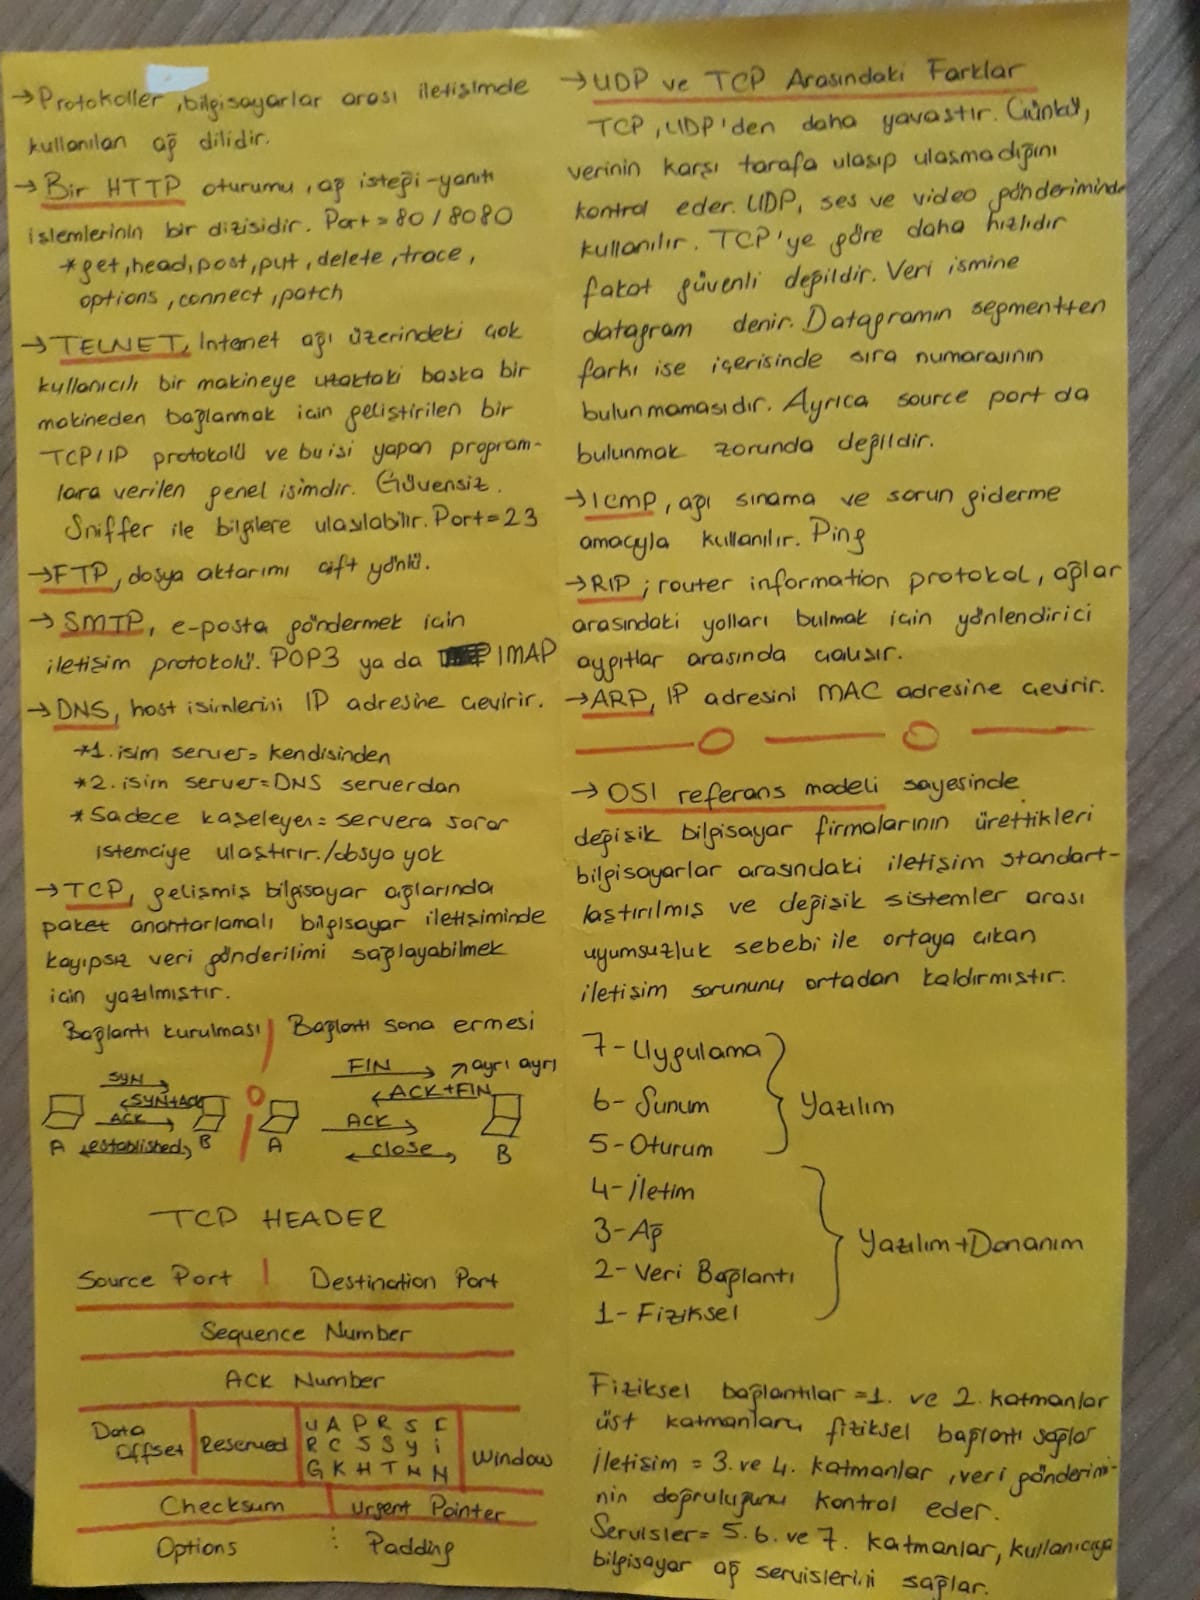 →Protokoller, bilgisayarlar arası iletişimde
kullanılan ağ dilidir.
→Bir HTTP oturumu, ağ isteği-yanıtı
işlemlerinin bir dizisidir. Port=80/8080
*get, head, post, put, delete, trace,
options, connect, patch
→TELNET, Internet ağı üzerindeki çok
kullanıcılı bir makineye uzaktaki başka bir
makineden bağlanmak için geliştirilen bir
TCP/IP protokolü ve bu işi yapan program-
lara verilen genel isimdir. Güvensiz.
Sniffer ile bilgilere ulaşılabilir. Port=23
→FTP, dosya aktarımı çift yönlü.
→SMTP, e-posta göndermek için
iletişim protokolü. POP3 ya da IMAP
→DNS, host isimlerini IP adresine çevirir.
*1. isim server= kendisinden
*2. isim server=DNS serverdan
*Sadece kaşeleyen= servera sorar
istemciye ulaştırır./dosya yok
→TCP, gelişmiş bilgisayar ağlarında
paket anahtarlamalı bilgisayar iletişiminde
kayıpsız veri gönderilimi sağlayabilmek
için yazılmıştır.
Bağlantı kurulması | Bağlantı sona ermesi
SYN
SYN+ACK
ACK
established
A B
FIN ↗ayrı ayrı
ACK+FIN
ACK
close
A B
TCP HEADER
Source Port | Destination Port
Sequence Number
ACK Number
Data Offset | Reserved | URG ACK PSH RST SYN FIN | Window
Checksum | Urgent Pointer
Options : Padding
→UDP ve TCP Arasındaki Farklar
TCP, UDP'den daha yavaştır. Çünkü,
verinin karşı tarafa ulaşıp ulaşmadığını
kontrol eder. UDP, ses ve video gönderiminde
kullanılır. TCP'ye göre daha hızlıdır
fakat güvenli değildir. Veri ismine
datagram denir. Datagramın segmentten
farkı ise içerisinde sıra numarasının
bulunmamasıdır. Ayrıca source port da
bulunmak zorunda değildir.
→Icmp, ağı sınama ve sorun giderme
amacıyla kullanılır. Ping
→RIP; router information protokol, ağlar
arasındaki yolları bulmak için yönlendirici
aygıtlar arasında çalışır.
→ARP, IP adresini MAC adresine çevirir.
→OSI referans modeli sayesinde
değişik bilgisayar firmalarının ürettikleri
bilgisayarlar arasındaki iletişim standart-
laştırılmış ve değişik sistemler arası
uyumsuzluk sebebi ile ortaya çıkan
iletişim sorununu ortadan kaldırmıştır.
7-Uygulama
6-Sunum
5-Oturum
Yazılım
4-İletim
3-Ağ
2-Veri Bağlantı
1-Fiziksel
Yazılım+Donanım
Fiziksel bağlantılar=1. ve 2. katmanlar
üst katmanları fiziksel bağlantı sağlar
İletişim = 3. ve 4. katmanlar, veri gönderimi-
nin doğruluğunu kontrol eder.
Servisler= 5. 6. ve 7. katmanlar, kullanıcıya
bilgisayar ağ servislerini sağlar.